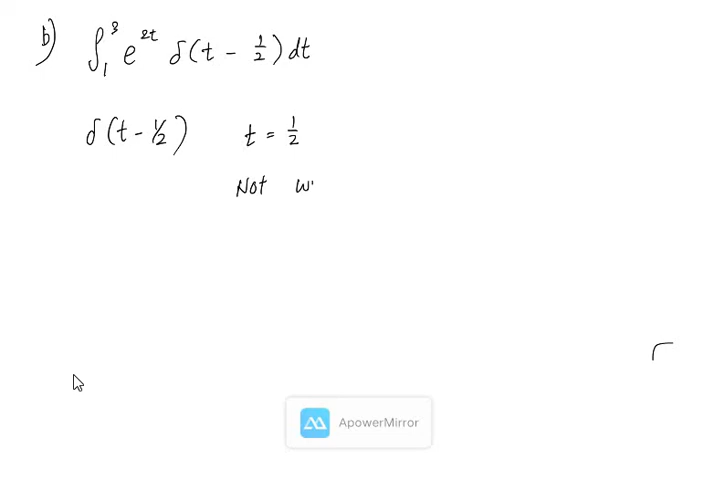 b) ∫₁³ e^{2t} δ(t - 1/2) dt
δ(t - 1/2) t = 1/2
Not w
ApowerMirror